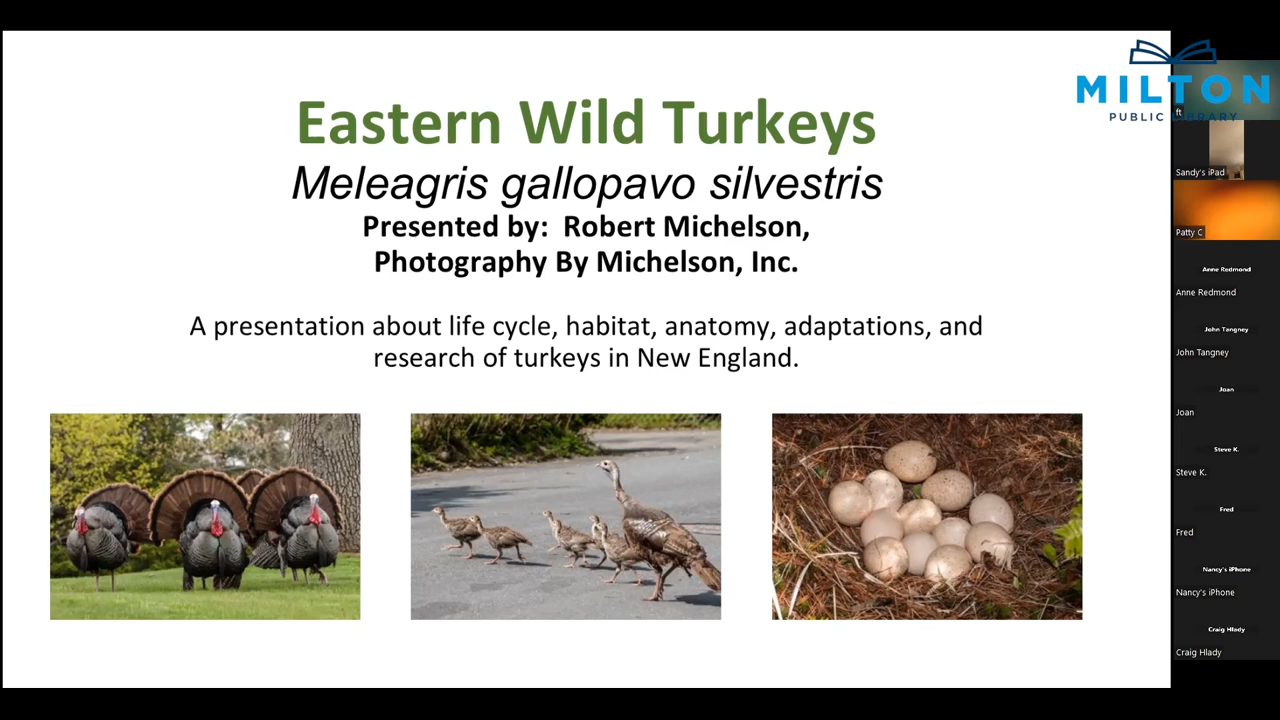 Eastern Wild Turkeys
Meleagris gallopavo silvestris
Presented by:  Robert Michelson,
Photography By Michelson, Inc.
A presentation about life cycle, habitat, anatomy, adaptations, and
research of turkeys in New England.
MILTON
PUBLIC LIBRARY
ft
Sandy's iPad
Patty C
Anne Redmond
Anne Redmond
John Tangney
John Tangney
Joan
Joan
Steve K.
Steve K.
Fred
Fred
Nancy's iPhone
Nancy's iPhone
Craig Hlady
Craig Hlady